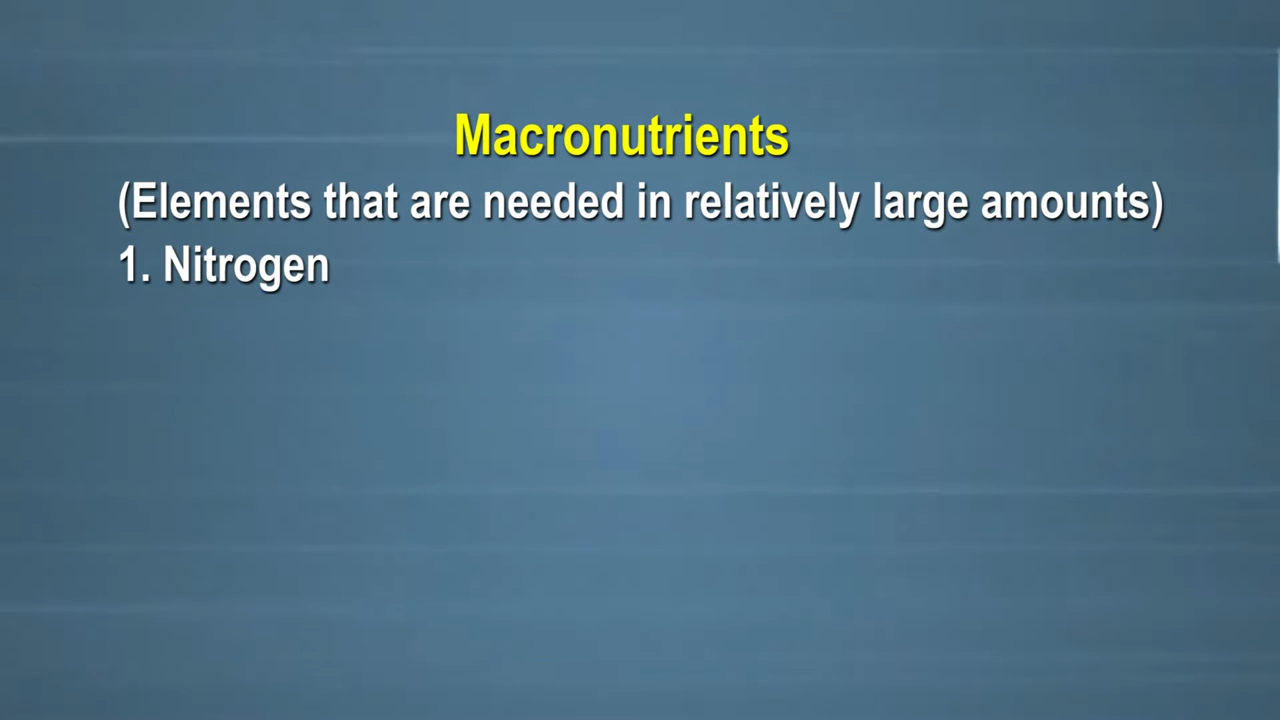 Macronutrients
(Elements that are needed in relatively large amounts)
1. Nitrogen